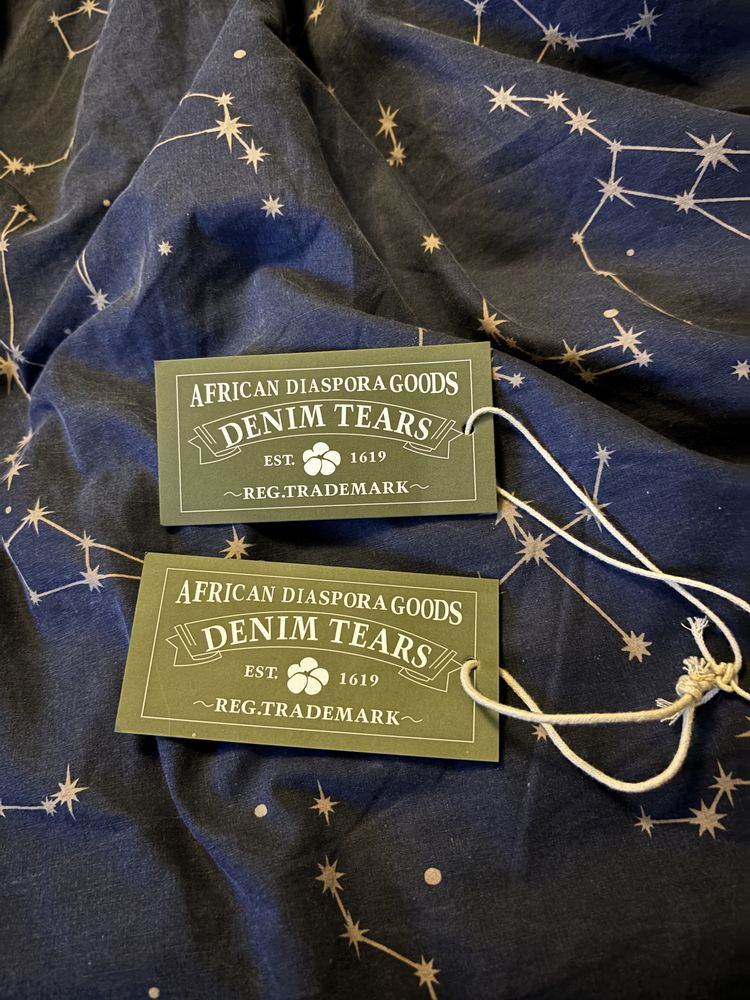 AFRICAN DIASPORA GOODS
DENIM TEARS
EST. 1619
~REG.TRADEMARK~
AFRICAN DIASPORA GOODS
DENIM TEARS
EST. 1619
~REG.TRADEMARK~